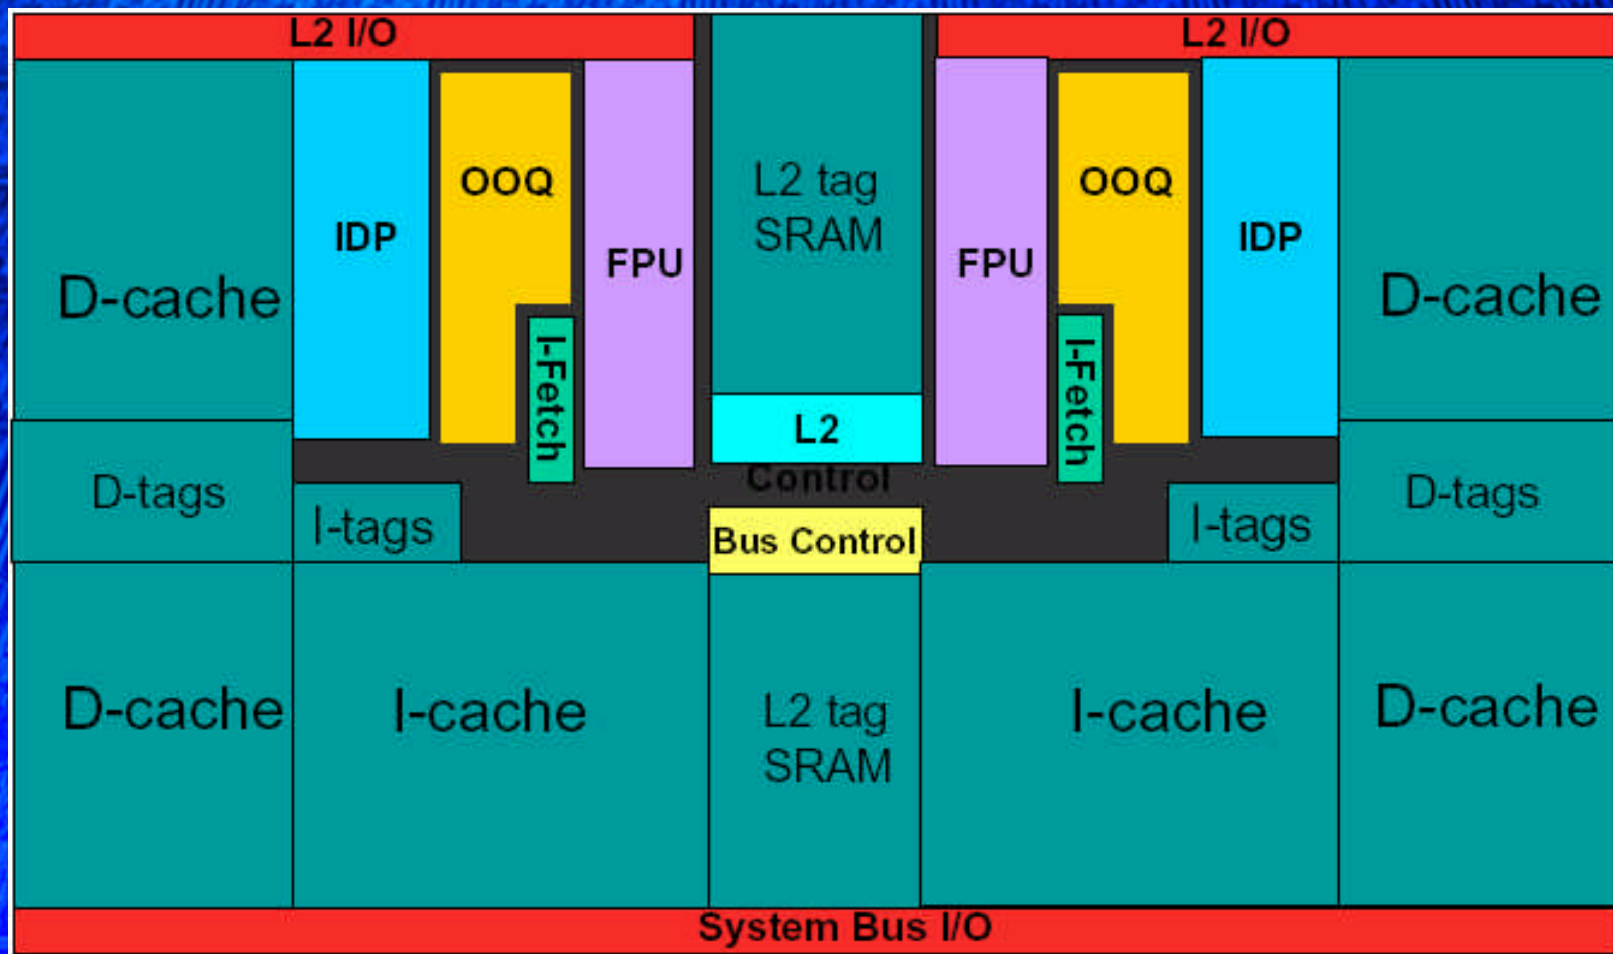 L2 I/O
L2 I/O
D-cache
IDP
OOQ
I-Fetch
FPU
L2 tag
SRAM
FPU
OOQ
I-Fetch
IDP
D-cache
L2
Control
D-tags
I-tags
Bus Control
I-tags
D-tags
D-cache
I-cache
L2 tag
SRAM
I-cache
D-cache
System Bus I/O